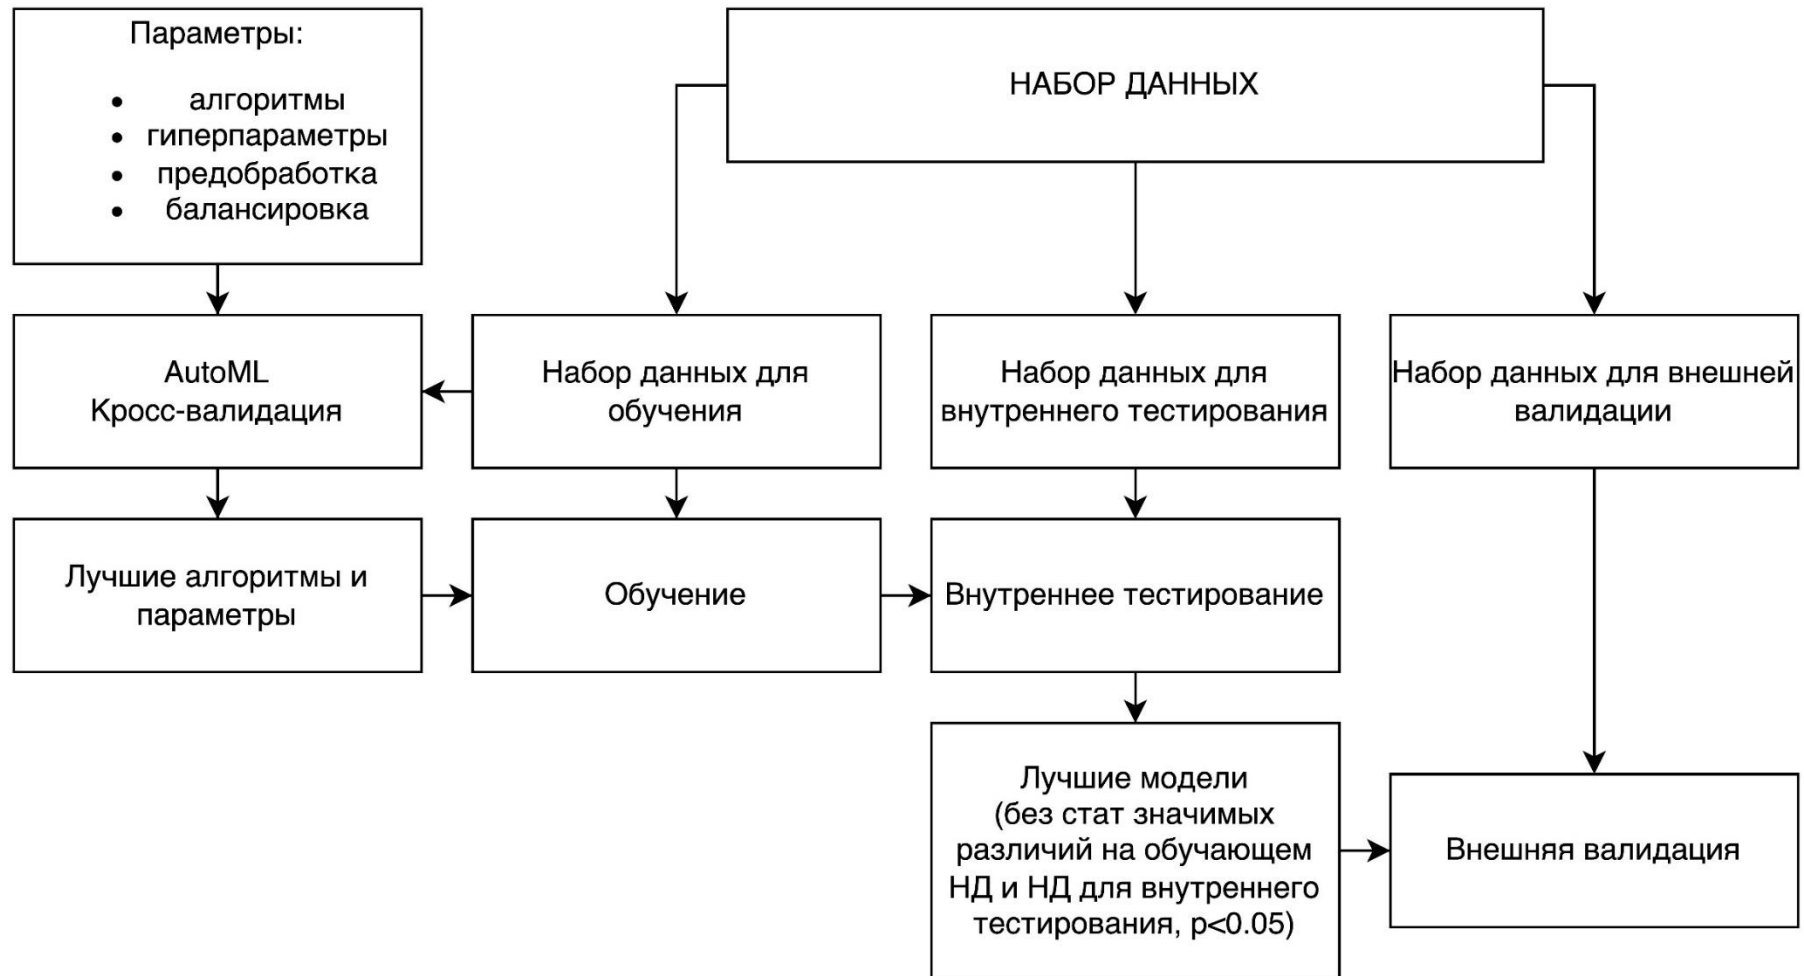 Параметры:
• алгоритмы
• гиперпараметры
• предобработка
• балансировка
НАБОР ДАННЫХ
AutoML
Кросс-валидация
Набор данных для
обучения
Набор данных для
внутреннего тестирования
Набор данных для внешней
валидации
Лучшие алгоритмы и
параметры
Обучение
Внутреннее тестирование
Лучшие модели
(без стат значимых
различий на обучающем
НД и НД для внутреннего
тестирования, p<0.05)
Внешняя валидация